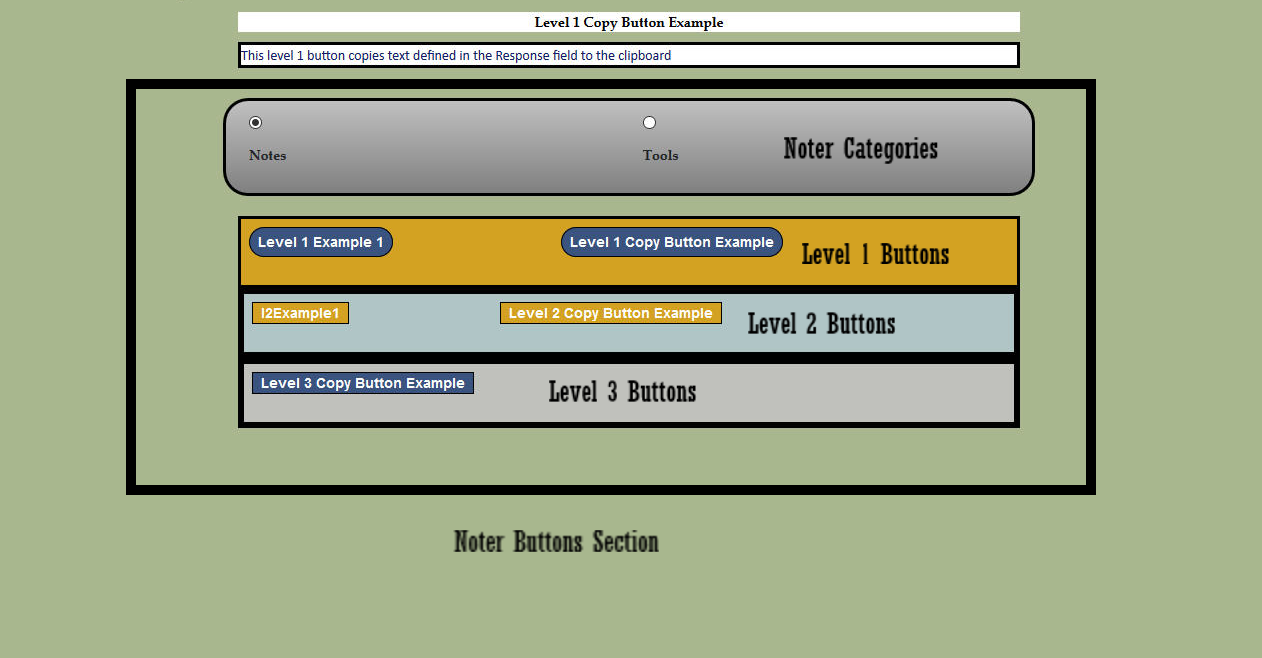 Level 1 Copy Button Example
This level 1 button copies text defined in the Response field to the clipboard
Notes
Tools
Noter Categories
Level 1 Example 1
Level 1 Copy Button Example
Level 1 Buttons
l2Example1
Level 2 Copy Button Example
Level 2 Buttons
Level 3 Copy Button Example
Level 3 Buttons
Noter Buttons Section